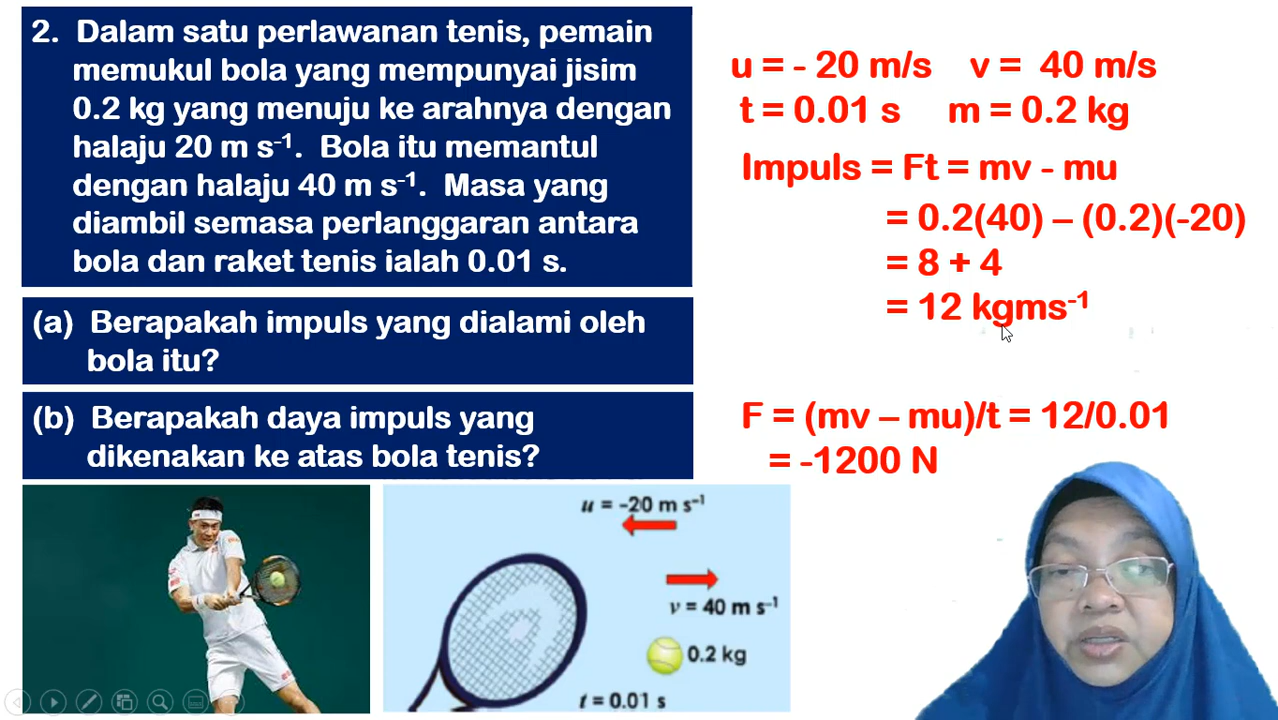 2. Dalam satu perlawanan tenis, pemain
memukul bola yang mempunyai jisim
0.2 kg yang menuju ke arahnya dengan
halaju 20 m s⁻¹. Bola itu memantul
dengan halaju 40 m s⁻¹. Masa yang
diambil semasa perlanggaran antara
bola dan raket tenis ialah 0.01 s.
(a) Berapakah impuls yang dialami oleh
bola itu?
(b) Berapakah daya impuls yang
dikenakan ke atas bola tenis?
u = - 20 m/s v = 40 m/s
t = 0.01 s m = 0.2 kg
Impuls = Ft = mv - mu
= 0.2(40) – (0.2)(-20)
= 8 + 4
= 12 kgms⁻¹
F = (mv – mu)/t = 12/0.01
= -1200 N
u = -20 m s⁻¹
v = 40 m s⁻¹
0.2 kg
t = 0.01 s